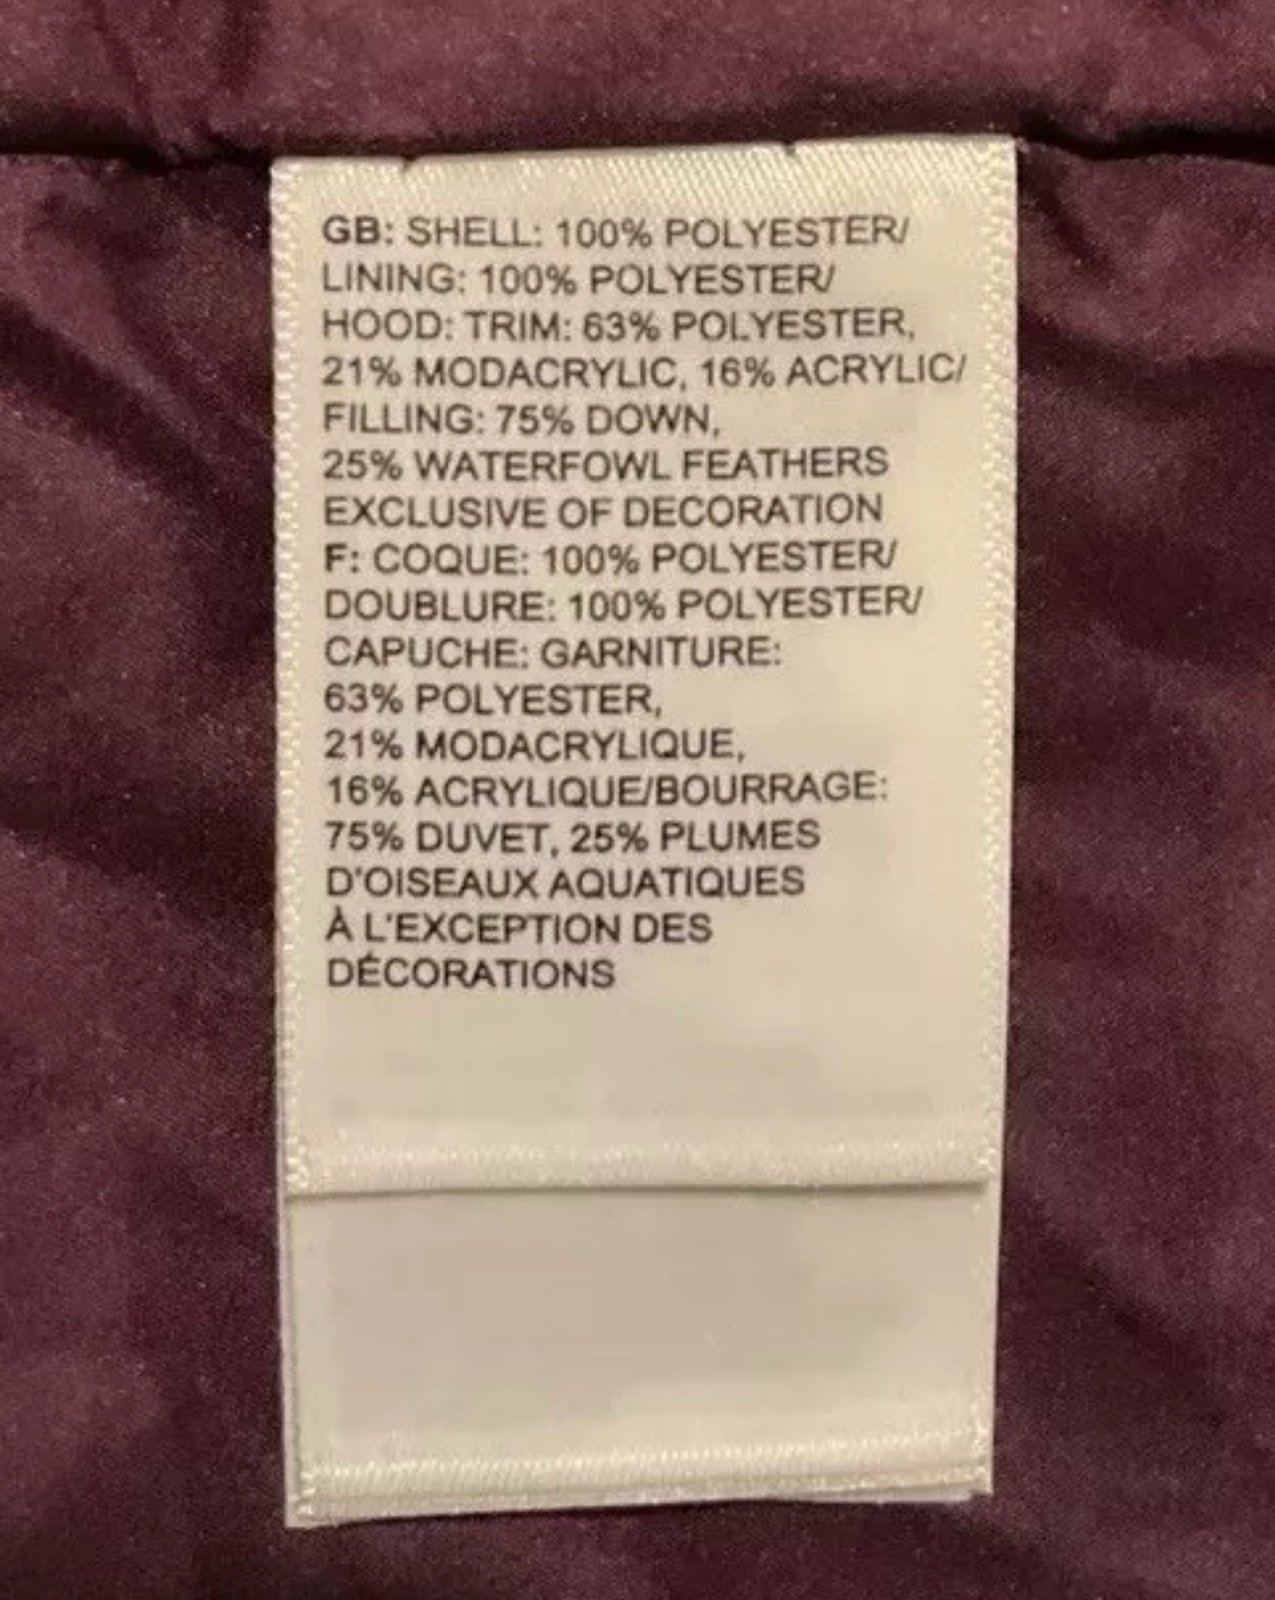 GB: SHELL: 100% POLYESTER/
LINING: 100% POLYESTER/
HOOD: TRIM: 63% POLYESTER,
21% MODACRYLIC, 16% ACRYLIC/
FILLING: 75% DOWN,
25% WATERFOWL FEATHERS
EXCLUSIVE OF DECORATION
F: COQUE: 100% POLYESTER/
DOUBLURE: 100% POLYESTER/
CAPUCHE: GARNITURE:
63% POLYESTER,
21% MODACRYLIQUE,
16% ACRYLIQUE/BOURRAGE:
75% DUVET, 25% PLUMES
D'OISEAUX AQUATIQUES
À L'EXCEPTION DES
DÉCORATIONS